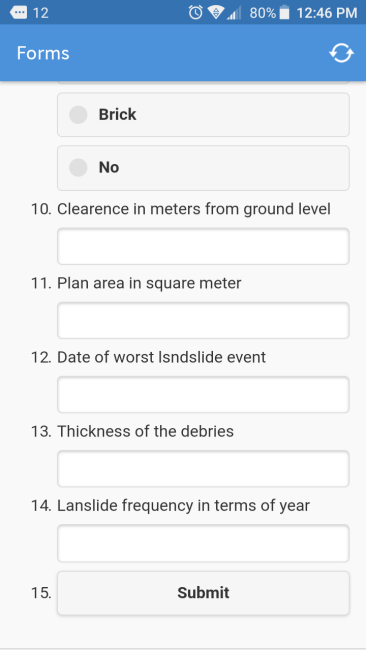 12 80% 12:46 PM
Forms
Brick
No
10. Clearence in meters from ground level
11. Plan area in square meter
12. Date of worst lsndslide event
13. Thickness of the debries
14. Lanslide frequency in terms of year
15. Submit